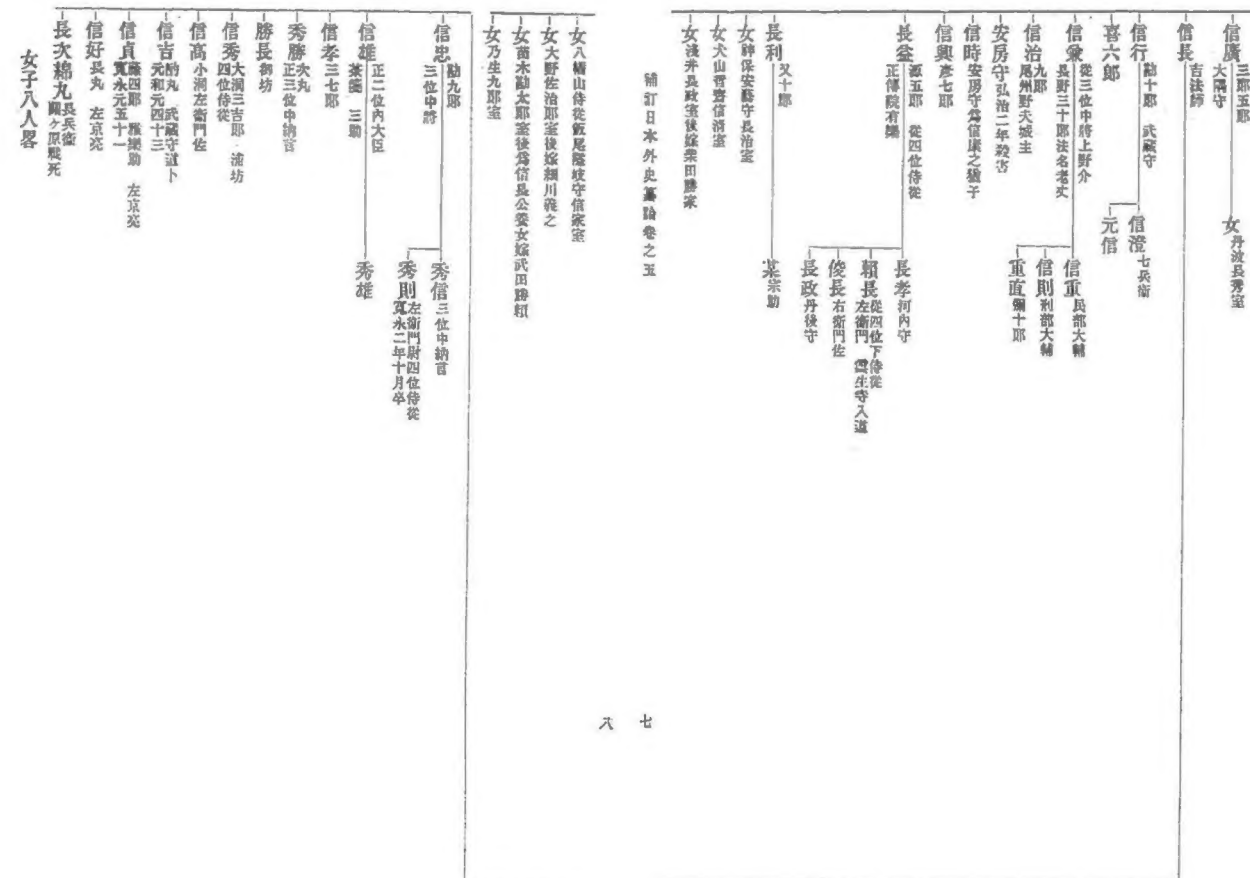 信廣 三郎五郎 大隅守
女 丹波長秀室
信長 吉法師
信行 勘十郎 武藏守
信澄 七兵衞
元信
喜六郎
信兼 從三位中將上野介 長野三十郎法名老丈
信重 民部大輔
信則 刑部大輔
重直 彌十郎
信治 九郎 尾州野夫城主
安房守弘治二年殺害
信時 安房守爲信康之猶子
信興 彥七郎
長益 源五郎 從四位侍從 正傳院有樂
長孝 河內守
賴長 從四位下侍從 左衞門 雲生寺入道
俊長 右衞門佐
長政 丹後守
長利 又十郎
某 宗助
女 神保安藝守長治室
女 犬山哲齋信淸室
女 淺井長政室後嫁柴田勝家
補訂日本外史纂論卷之五
七
八
女 八幡山侍從飯尾隱岐守信家室
女 大野佐治郎室後嫁細川義之
女 苗木勘太郎室後爲信長公養女嫁武田勝賴
女 乃生九郎室
信忠 勘九郎 三位中將
秀信 三位中納言
秀則 左衞門尉四位侍從 寬永二年十月卒
信雄 正二位內大臣 茶筅 三助
秀雄
信孝 三七郎
秀勝 次丸 正三位中納言
勝長 御坊
信秀 大洞三吉郎 浦坊 四位侍從
信高 小洞左衞門佐
信吉 酌丸 武藏守道卜 元和元四十三
信貞 藤四郎 雅樂助 左京亮 寬永元五十一
信好 長丸 左京亮
長次 綿丸 長兵衞 關ヶ原戰死
女子八人畧